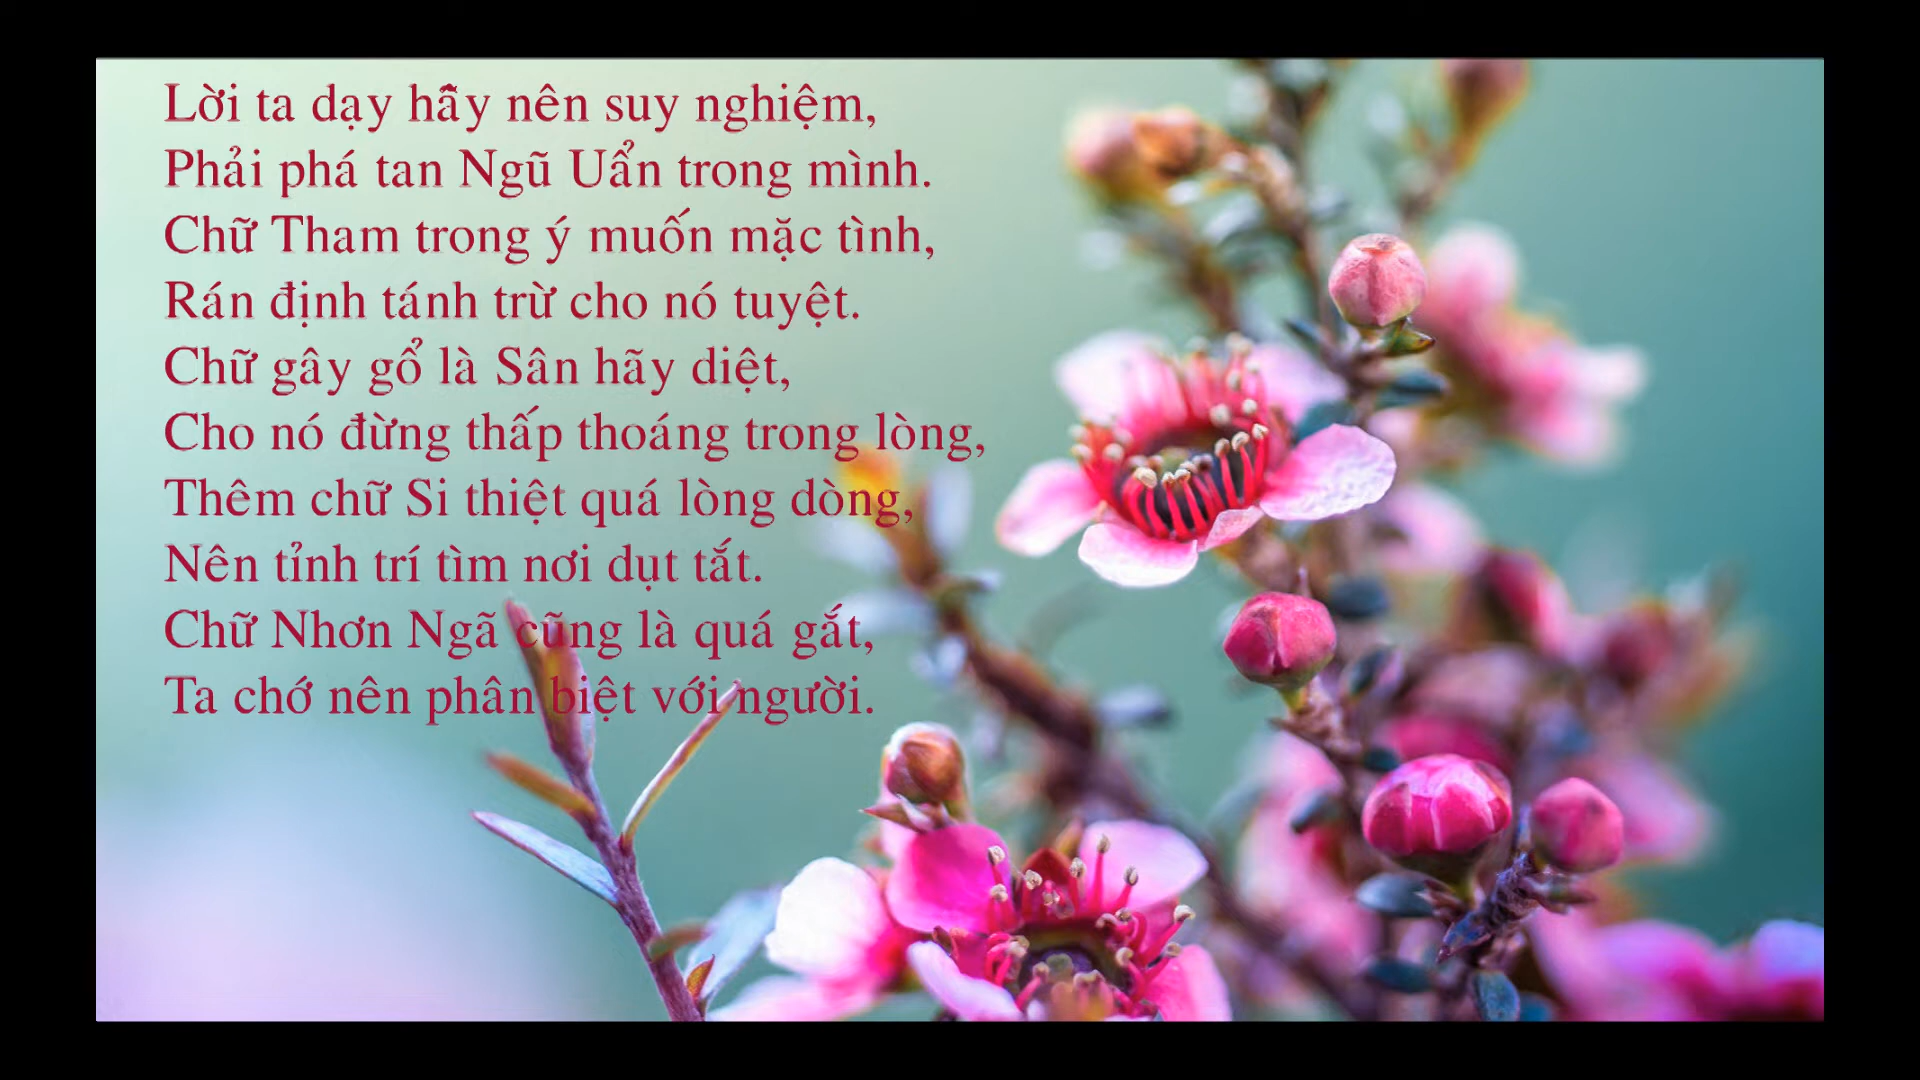 Lời ta dạy hãy nên suy nghiệm,
Phải phá tan Ngũ Uẩn trong mình.
Chữ Tham trong ý muốn mặc tình,
Rán định tánh trừ cho nó tuyệt.
Chữ gây gổ là Sân hãy diệt,
Cho nó đừng thấp thoáng trong lòng,
Thêm chữ Si thiệt quá lòng dòng,
Nên tỉnh trí tìm nơi dụt tắt.
Chữ Nhơn Ngã cũng là quá gắt,
Ta chớ nên phân biệt với người.